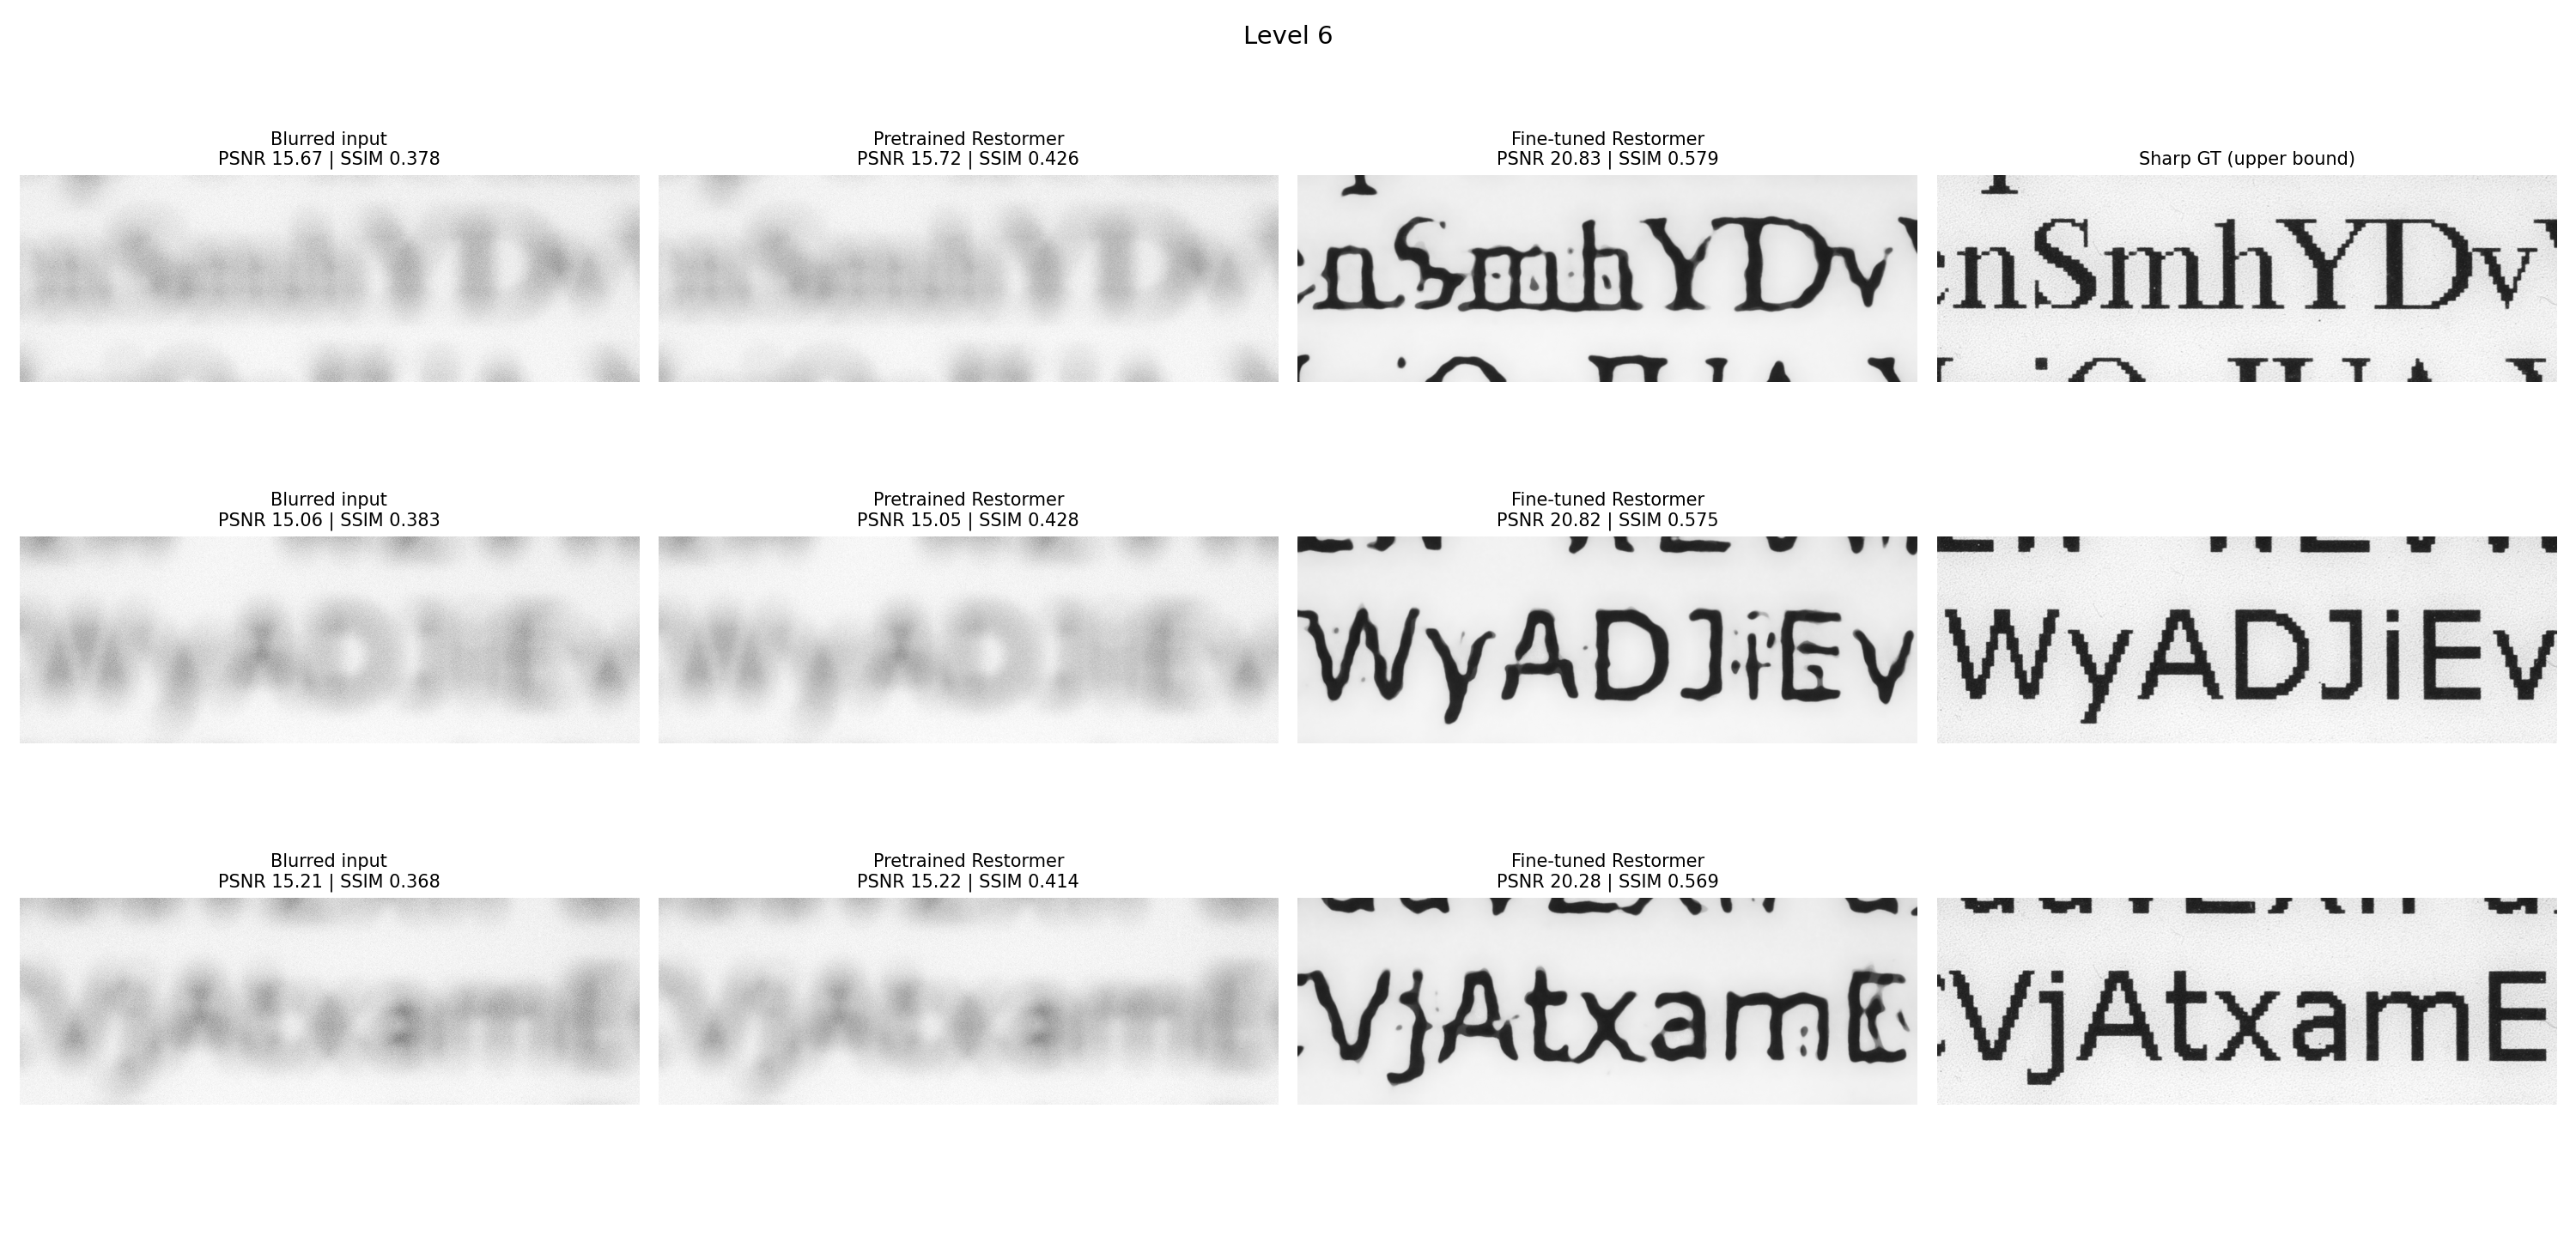 Level 6
Blurred input
PSNR 15.67 | SSIM 0.378
Pretrained Restormer
PSNR 15.72 | SSIM 0.426
Fine-tuned Restormer
PSNR 20.83 | SSIM 0.579
Sharp GT (upper bound)
nSmhYDv
nSmhYDv
Blurred input
PSNR 15.06 | SSIM 0.383
Pretrained Restormer
PSNR 15.05 | SSIM 0.428
Fine-tuned Restormer
PSNR 20.82 | SSIM 0.575
WyADJiEv
WyADJiEv
Blurred input
PSNR 15.21 | SSIM 0.368
Pretrained Restormer
PSNR 15.22 | SSIM 0.414
Fine-tuned Restormer
PSNR 20.28 | SSIM 0.569
VjAtxamE
VjAtxamE